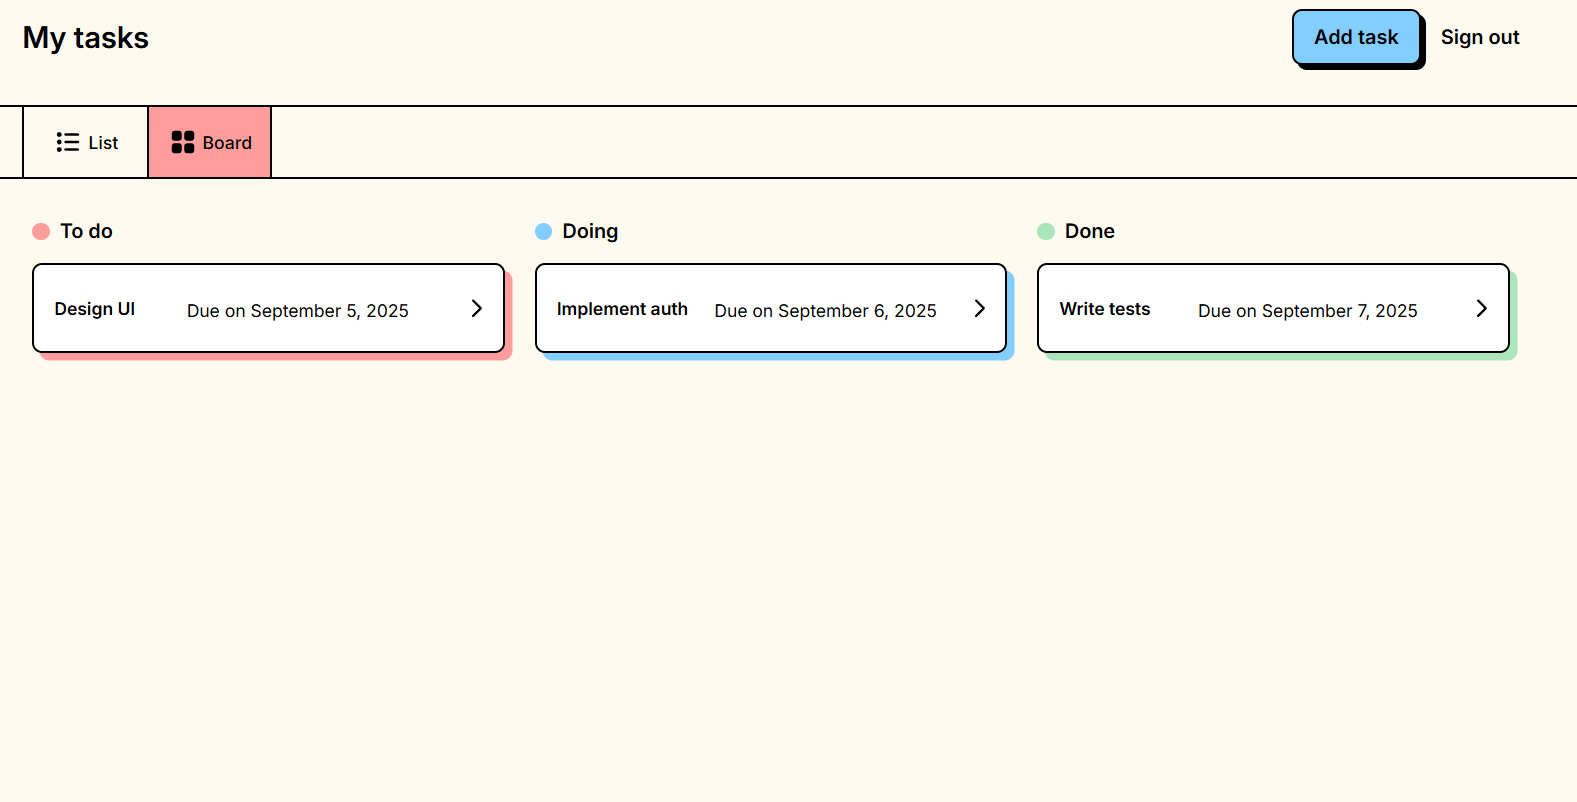 My tasks
Add task
Sign out
List
Board
To do
Doing
Done
Design UI Due on September 5, 2025
Implement auth Due on September 6, 2025
Write tests Due on September 7, 2025